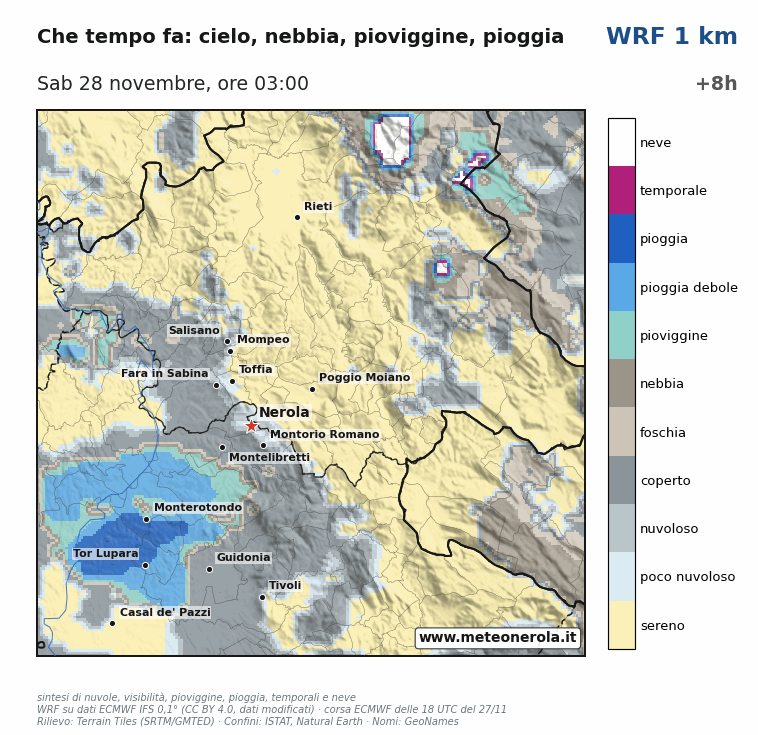 Che tempo fa: cielo, nebbia, pioviggine, pioggia
WRF 1 km
Sab 28 novembre, ore 03:00
+8h
neve
temporale
pioggia
pioggia debole
pioviggine
nebbia
foschia
coperto
nuvoloso
poco nuvoloso
sereno
Rieti
Salisano
Mompeo
Fara in Sabina
Toffia
Poggio Moiano
Nerola
Montorio Romano
Montelibretti
Monterotondo
Tor Lupara
Guidonia
Tivoli
Casal de' Pazzi
www.meteonerola.it
sintesi di nuvole, visibilità, pioviggine, pioggia, temporali e neve
WRF su dati ECMWF IFS 0,1° (CC BY 4.0, dati modificati) · corsa ECMWF delle 18 UTC del 27/11
Rilievo: Terrain Tiles (SRTM/GMTED) · Confini: ISTAT, Natural Earth · Nomi: GeoNames